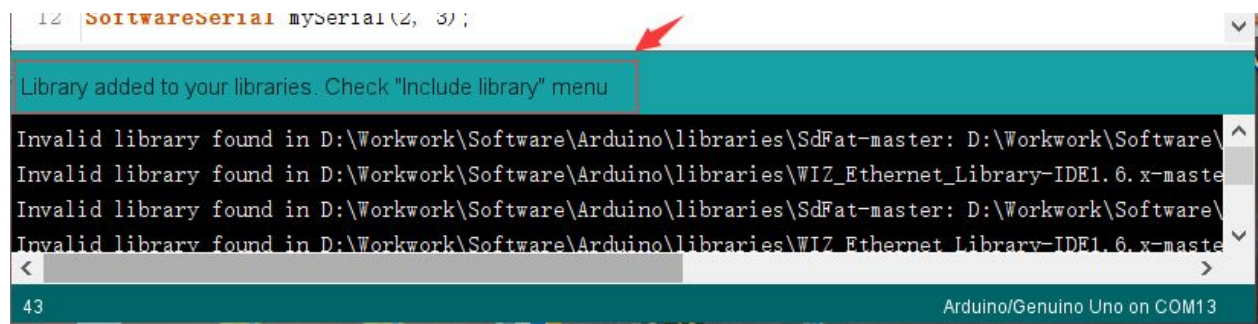 12 SoftwareSerial mySerial(2, 3);
Library added to your libraries. Check "Include library" menu
Invalid library found in D:\Workwork\Software\Arduino\libraries\SdFat-master: D:\Workwork\Software\
Invalid library found in D:\Workwork\Software\Arduino\libraries\WIZ_Ethernet_Library-IDE1.6.x-maste
Invalid library found in D:\Workwork\Software\Arduino\libraries\SdFat-master: D:\Workwork\Software\
Invalid library found in D:\Workwork\Software\Arduino\libraries\WIZ_Ethernet_Library-IDE1.6.x-maste
43 Arduino/Genuino Uno on COM13